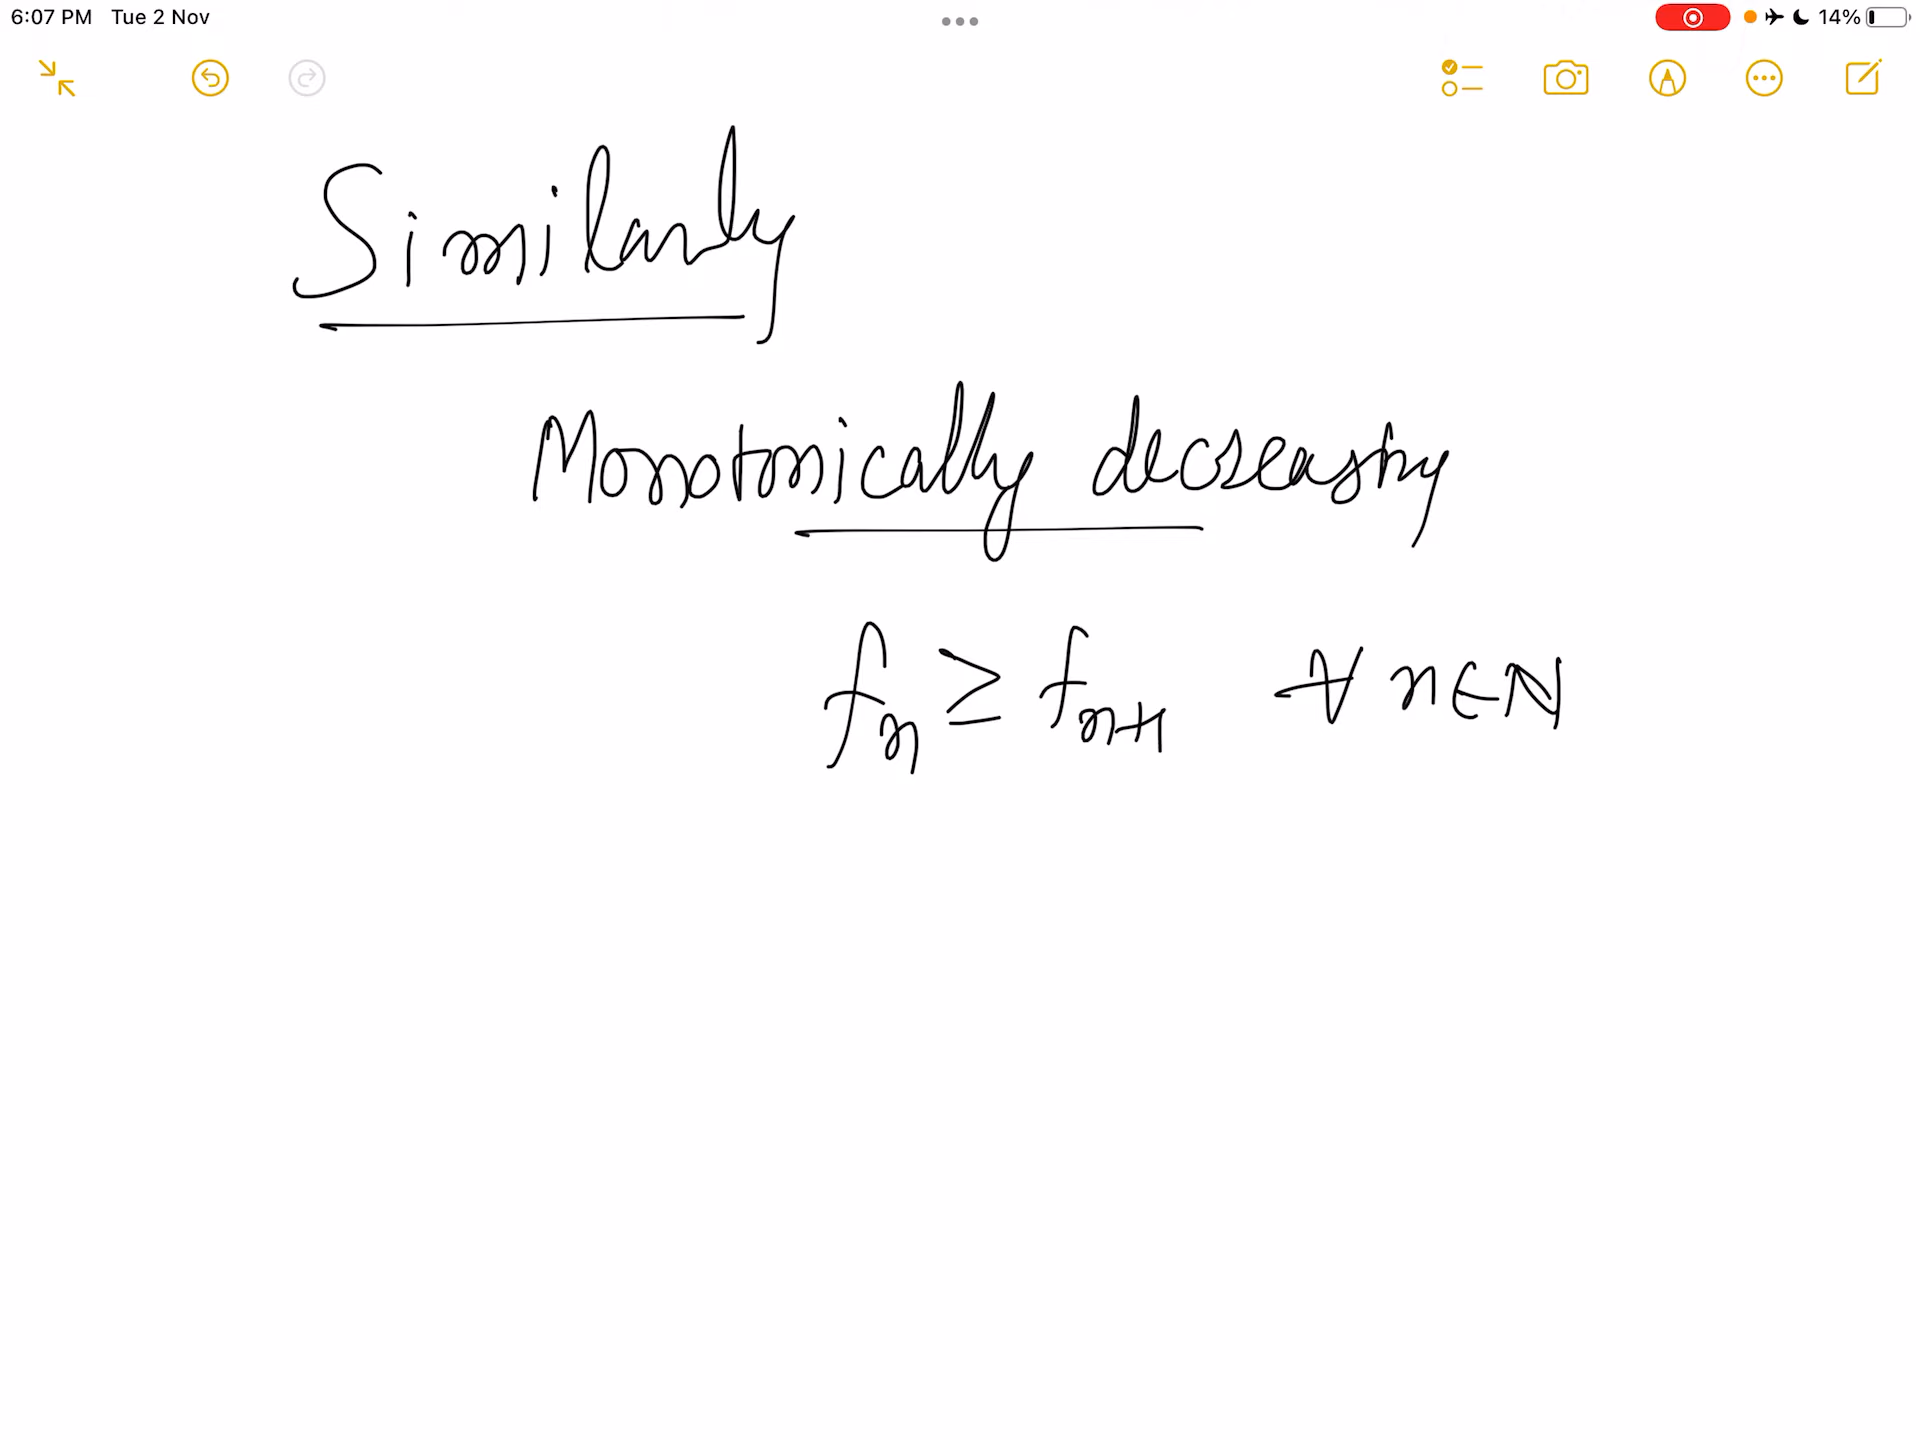 6:07 PM Tue 2 Nov 14%
Similarly
Monotonically decreasing
fₙ ≥ fₙ₊₁ ∀ n ∈ ℕ